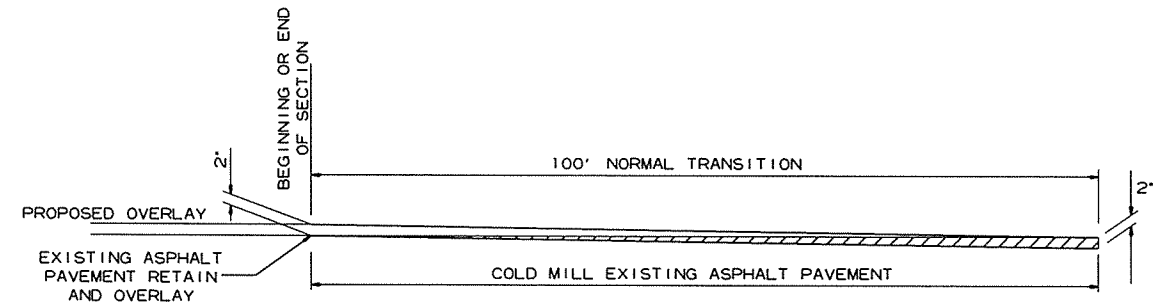 BEGINNING OR END
OF SECTION
2"
100' NORMAL TRANSITION
2"
PROPOSED OVERLAY
EXISTING ASPHALT
PAVEMENT RETAIN
AND OVERLAY
COLD MILL EXISTING ASPHALT PAVEMENT